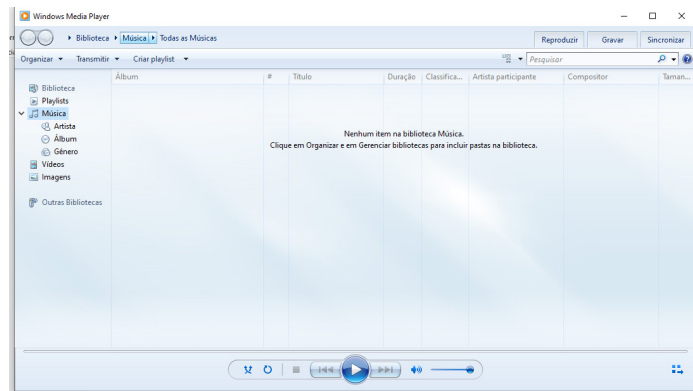 Windows Media Player
Biblioteca Música Todas as Músicas
Reproduzir Gravar Sincronizar
Organizar Transmitir Criar playlist
Pesquisar
Álbum # Título Duração Classifica... Artista participante Compositor Taman...
Biblioteca
Playlists
Música
Artista
Álbum
Gênero
Vídeos
Imagens
Outras Bibliotecas
Nenhum item na biblioteca Música.
Clique em Organizar e em Gerenciar bibliotecas para incluir pastas na biblioteca.